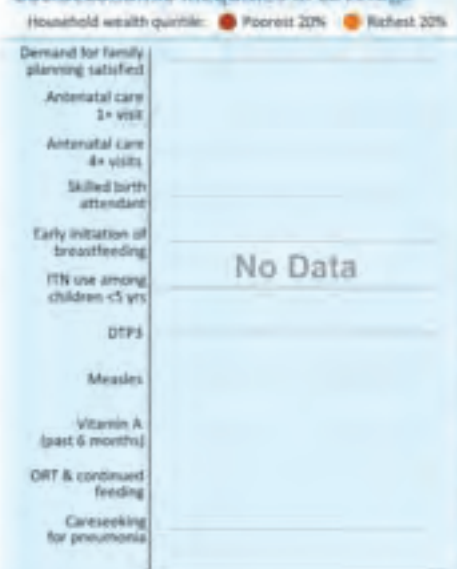 Household wealth quintile: Poorest 20% Richest 20%
Demand for family
planning satisfied
Antenatal care
1+ visit
Antenatal care
4+ visits
Skilled birth
attendant
Early initiation of
breastfeeding
No Data
ITN use among
children <5 yrs
DTP3
Measles
Vitamin A
(past 6 months)
ORT & continued
feeding
Careseeking
for pneumonia